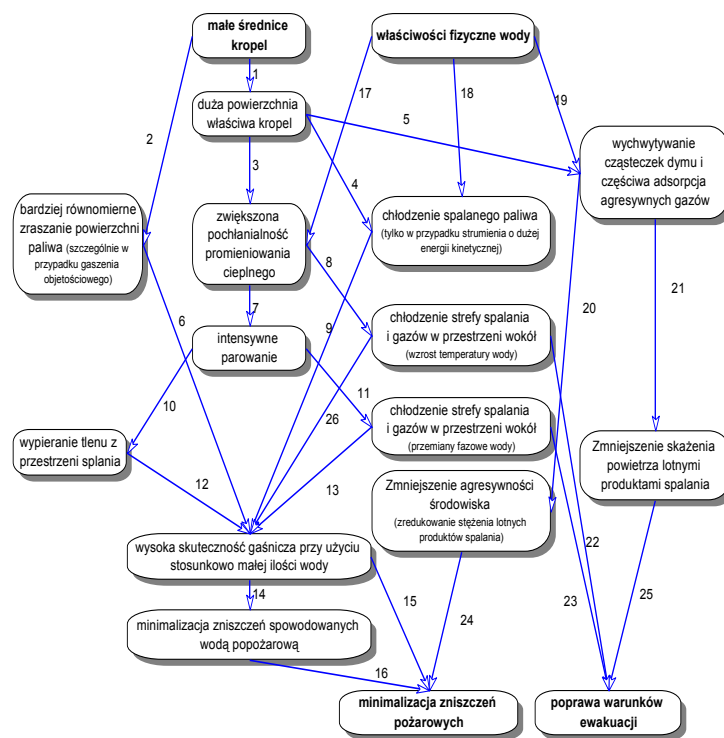 małe średnice
kropel
właściwości fizyczne wody
1
17
18
19
2
duża powierzchnia
właściwa kropel
5
wychwytywanie
cząsteczek dymu i
częściwa adsorpcja
agresywnych gazów
3
4
bardziej równomierne
zraszanie powierzchni
paliwa (szczególnie w
przypadku gaszenia
objetościowego)
zwiększona
pochłanialność
promieniowania
cieplnego
chłodzenie spalanego paliwa
(tylko w przypadku strumienia o dużej
energii kinetycznej)
8
21
20
7
6
9
intensywne
parowanie
chłodzenie strefy spalania
i gazów w przestrzeni wokół
(wzrost temperatury wody)
10
11
26
wypieranie tlenu z
przestrzeni splania
chłodzenie strefy spalania
i gazów w przestrzeni wokół
(przemiany fazowe wody)
Zmniejszenie skażenia
powietrza lotnymi
produktami spalania
12
13
Zmniejszenie agresywności
środowiska
(zredukowanie stężenia lotnych
produktów spalania)
wysoka skuteczność gaśnicza przy użyciu
stosunkowo małej ilości wody
22
14
15
24
23
25
minimalizacja zniszczeń spowodowanych
wodą popożarową
16
minimalizacja zniszczeń
pożarowych
poprawa warunków
ewakuacji